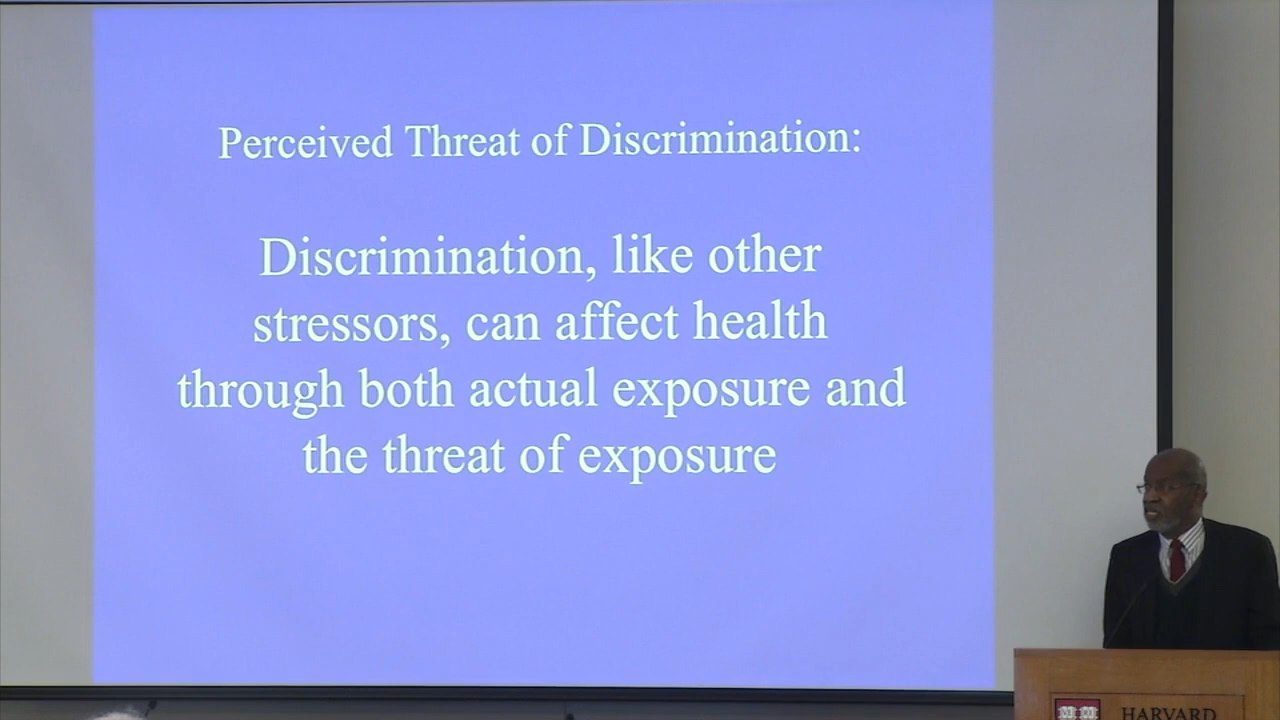 Perceived Threat of Discrimination:
Discrimination, like other
stressors, can affect health
through both actual exposure and
the threat of exposure
HARVARD